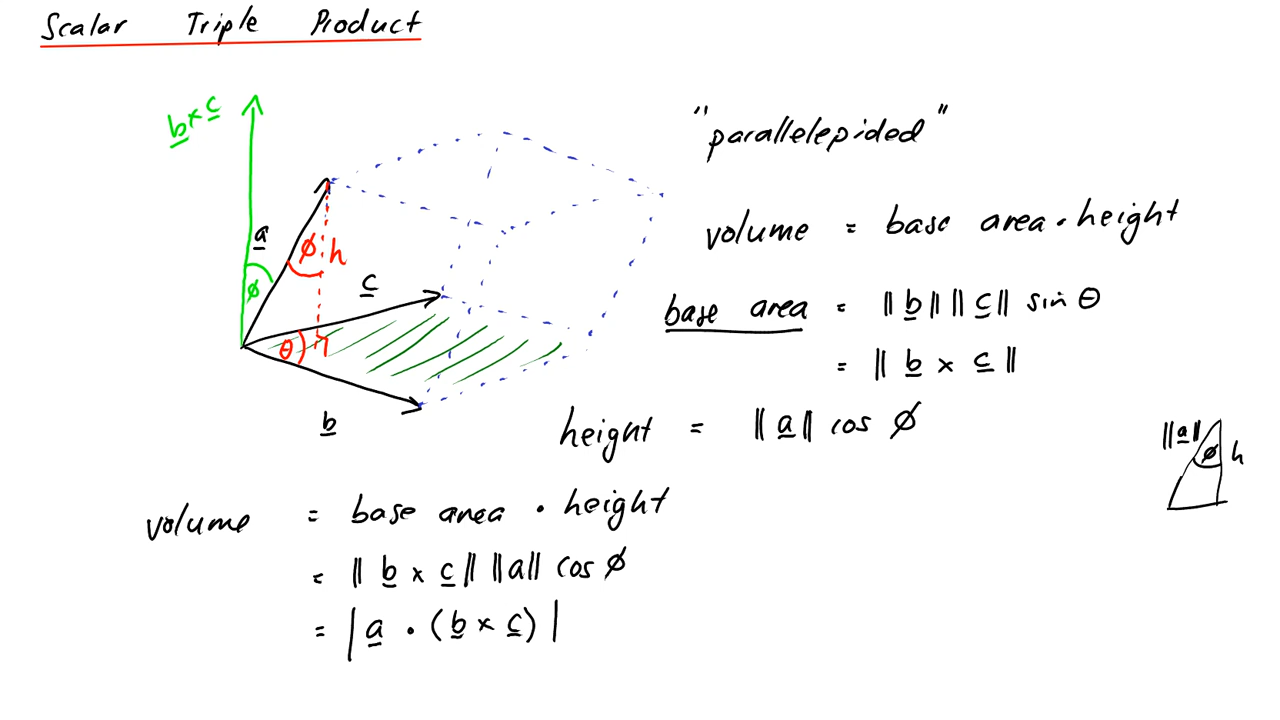 Scalar Triple Product
b × c
"parallelepided"
a
φ h
volume = base area · height
φ
c
base area = ‖b‖ ‖c‖ sin θ
θ
= ‖b × c‖
b
height = ‖a‖ cos φ
‖a‖ φ h
volume = base area · height
= ‖b × c‖ ‖a‖ cos φ
= |a · (b × c)|